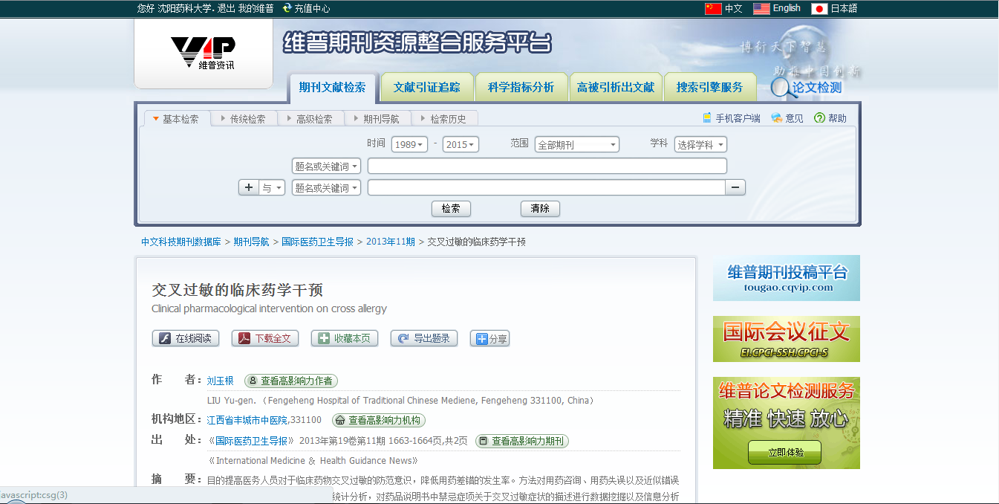 您好 沈阳药科大学. 退出 我的维普 充值中心 中文 English 日本語
VIP
维普资讯
维普期刊资源整合服务平台
博衍天下智慧
助推中国创新
期刊文献检索 文献引证追踪 科学指标分析 高被引析出文献 搜索引擎服务 论文检测
基本检索 传统检索 高级检索 期刊导航 检索历史 手机客户端 意见 帮助
时间 1989 - 2015 范围 全部期刊 学科 选择学科
题名或关键词
+ 与 题名或关键词 −
检索 清除
中文科技期刊数据库 > 期刊导航 > 国际医药卫生导报 > 2013年11期 > 交叉过敏的临床药学干预
交叉过敏的临床药学干预
Clinical pharmacological intervention on cross allergy
在线阅读 下载全文 收藏本页 导出题录 分享
作 者: 刘玉根 查看高影响力作者
LIU Yu-gen. （Fengeheng Hospital of Traditional Chinese Mediene, Fengeheng 331100, China）
机构地区: 江西省丰城市中医院,331100 查看高影响力机构
出 处: 《国际医药卫生导报》 2013年第19卷第11期 1663-1664页,共2页 查看高影响力期刊
《International Medicine & Health Guidance News》
摘 要: 目的提高医务人员对于临床药物交叉过敏的防范意识，降低用药差错的发生率。方法对用药咨询、用药失误以及近似错误
统计分析，对药品说明书中禁忌症项关于交叉过敏症状的描述进行数据挖掘以及信息分析
avascript:csg(3)
维普期刊投稿平台
tougao.cqvip.com
国际会议征文
EI.CPCI-SSH.CPCI-S
维普论文检测服务
精准 快速 放心
立即体验